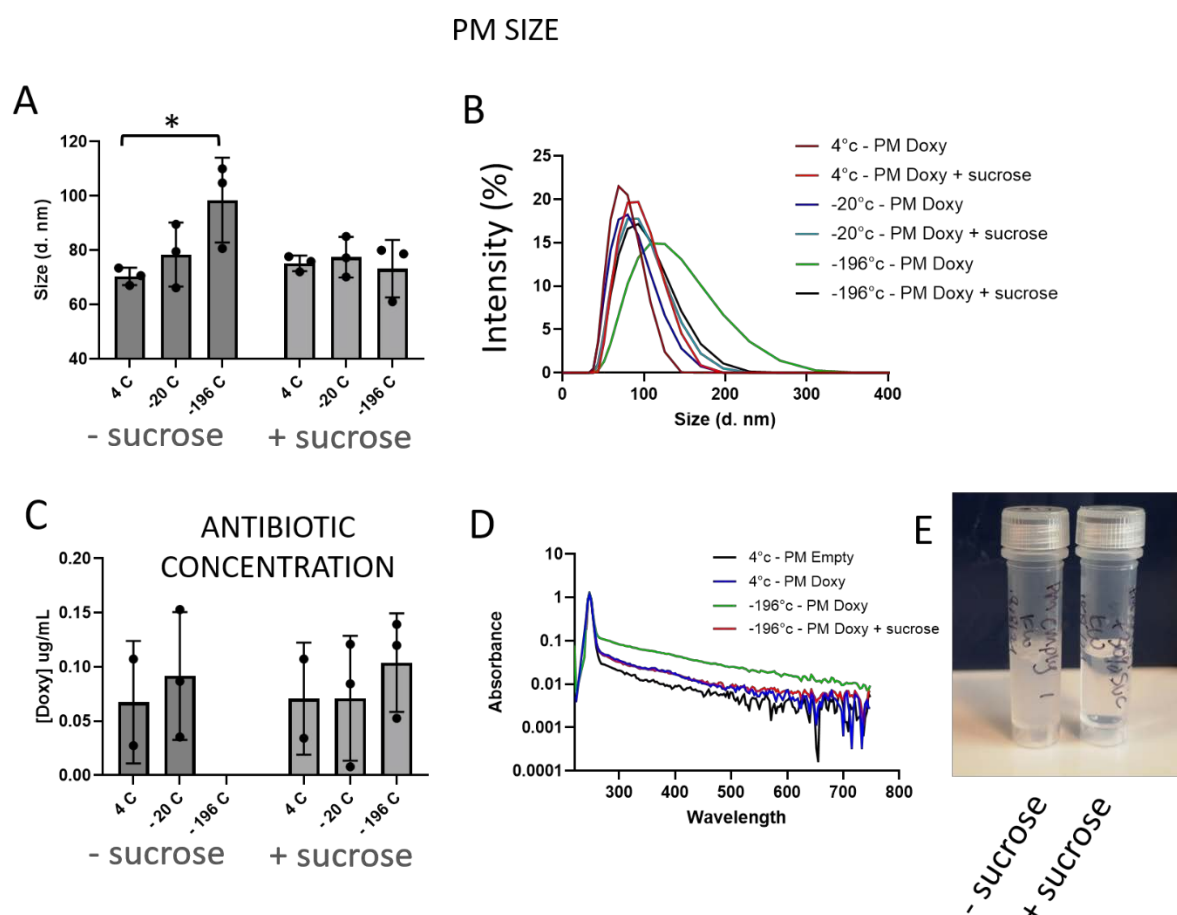 PM SIZE
A
*
120
100
80
60
40
Size (d. nm)
4 C
-20 C
-196 C
4 C
-20 C
-196 C
- sucrose
+ sucrose
B
25
20
15
10
5
0
Intensity (%)
0
100
200
300
400
Size (d. nm)
4°c - PM Doxy
4°c - PM Doxy + sucrose
-20°c - PM Doxy
-20°c - PM Doxy + sucrose
-196°c - PM Doxy
-196°c - PM Doxy + sucrose
C
ANTIBIOTIC
CONCENTRATION
0.20
0.15
0.10
0.05
0.00
[Doxy] ug/mL
4 C
- 20 C
- 196 C
4 C
- 20 C
- 196 C
- sucrose
+ sucrose
D
10
1
0.1
0.01
0.001
0.0001
Absorbance
300
400
500
600
700
800
Wavelength
4°c - PM Empty
4°c - PM Doxy
-196°c - PM Doxy
-196°c - PM Doxy + sucrose
E
PM Empty 1
- sucrose
+ sucrose